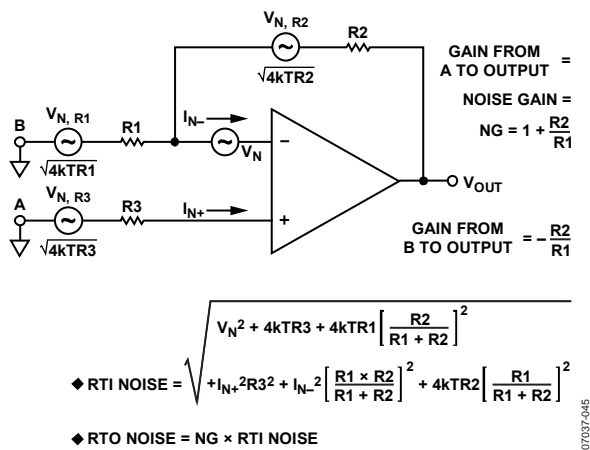 V_N, R2
R2
√4kTR2
GAIN FROM
A TO OUTPUT =
NOISE GAIN =
NG = 1 + R2/R1
B
V_N, R1
R1
I_N–
V_N
–
√4kTR1
A
V_N, R3
R3
I_N+
+
√4kTR3
V_OUT
GAIN FROM
B TO OUTPUT = – R2/R1
◆ RTI NOISE = √ V_N² + 4kTR3 + 4kTR1 [R2/(R1 + R2)]²
+ I_N+² R3² + I_N–² [(R1 × R2)/(R1 + R2)]² + 4kTR2 [R1/(R1 + R2)]²
◆ RTO NOISE = NG × RTI NOISE
07037-045